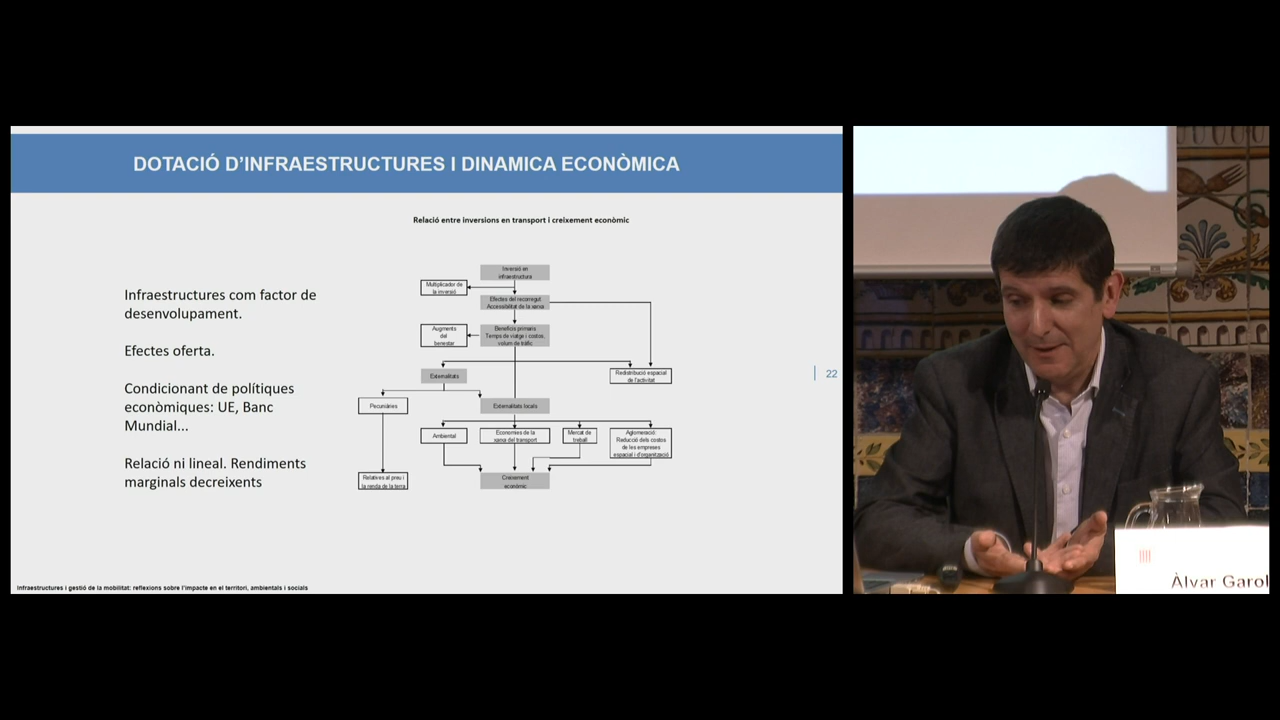 DOTACIÓ D'INFRAESTRUCTURES I DINAMICA ECONÒMICA
Relació entre inversions en transport i creixement econòmic
Infraestructures com factor de
desenvolupament.
Efectes oferta.
Condicionant de polítiques
econòmiques: UE, Banc
Mundial...
Relació ni lineal. Rendiments
marginals decreixents
Inversió en
infraestructura
Multiplicador de
la inversió
Efectes del recorregut
Accessibilitat de la xarxa
Augments
del
benestar
Beneficis primaris
Temps de viatge i costos,
volum de tràfic
Externalitats
Redistribució espacial
de l'activitat
Pecuniàries
Externalitats locals
Ambiental
Economies de la
xarxa del transport
Mercat de
treball
Aglomeració:
Reducció dels costos
de les empreses
espacial i d'organització
Relatives al preu i
la renda de la terra
Creixement
econòmic
22
Infraestructures i gestió de la mobilitat: reflexions sobre l'impacte en el territori, ambientals i socials
Àlvar Garol